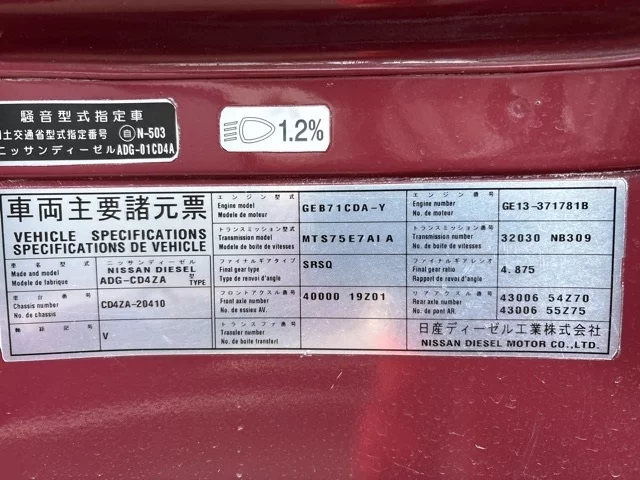 騒音型式指定車
国土交通省型式指定番号 自 N-503
ニッサンディーゼル ADG-01CD4A
1.2%
車両主要諸元票
VEHICLE SPECIFICATIONS
SPECIFICATIONS DE VEHICLE
車名型式
Made and model
Modele de fabrique
ニッサンディーゼル
NISSAN DIESEL
ADG-CD4ZA 型 TYPE
車台番号
Chassis number
No. de chassis
CD4ZA-20410
V
エンジン型式
Engine model
Modele de moteur
GEB71CDA-Y
エンジン番号
Engine number
No. de moteur
GE13-371781B
トランスミッション型式
Transmission model
Modele de boite de vitesses
MTS75E7A1A
トランスミッション番号
Transmission number
No. de boite de vitesses
32030 NB309
ファイナルギアタイプ
Final gear type
Type de renvoi d'angle
SRSQ
ファイナルギアレシオ
Final gear ratio
Rapport de renvoi d'angle
4.875
フロントアクスル番号
Front axle number
No. de essieu AV.
40000 19Z01
リアアクスル番号
Rear axle number
No. de pont AR.
43006 54Z70
43006 55Z75
トランスファ番号
Transfer number
No. de boite transfert
日産ディーゼル工業株式会社
NISSAN DIESEL MOTOR CO.,LTD.